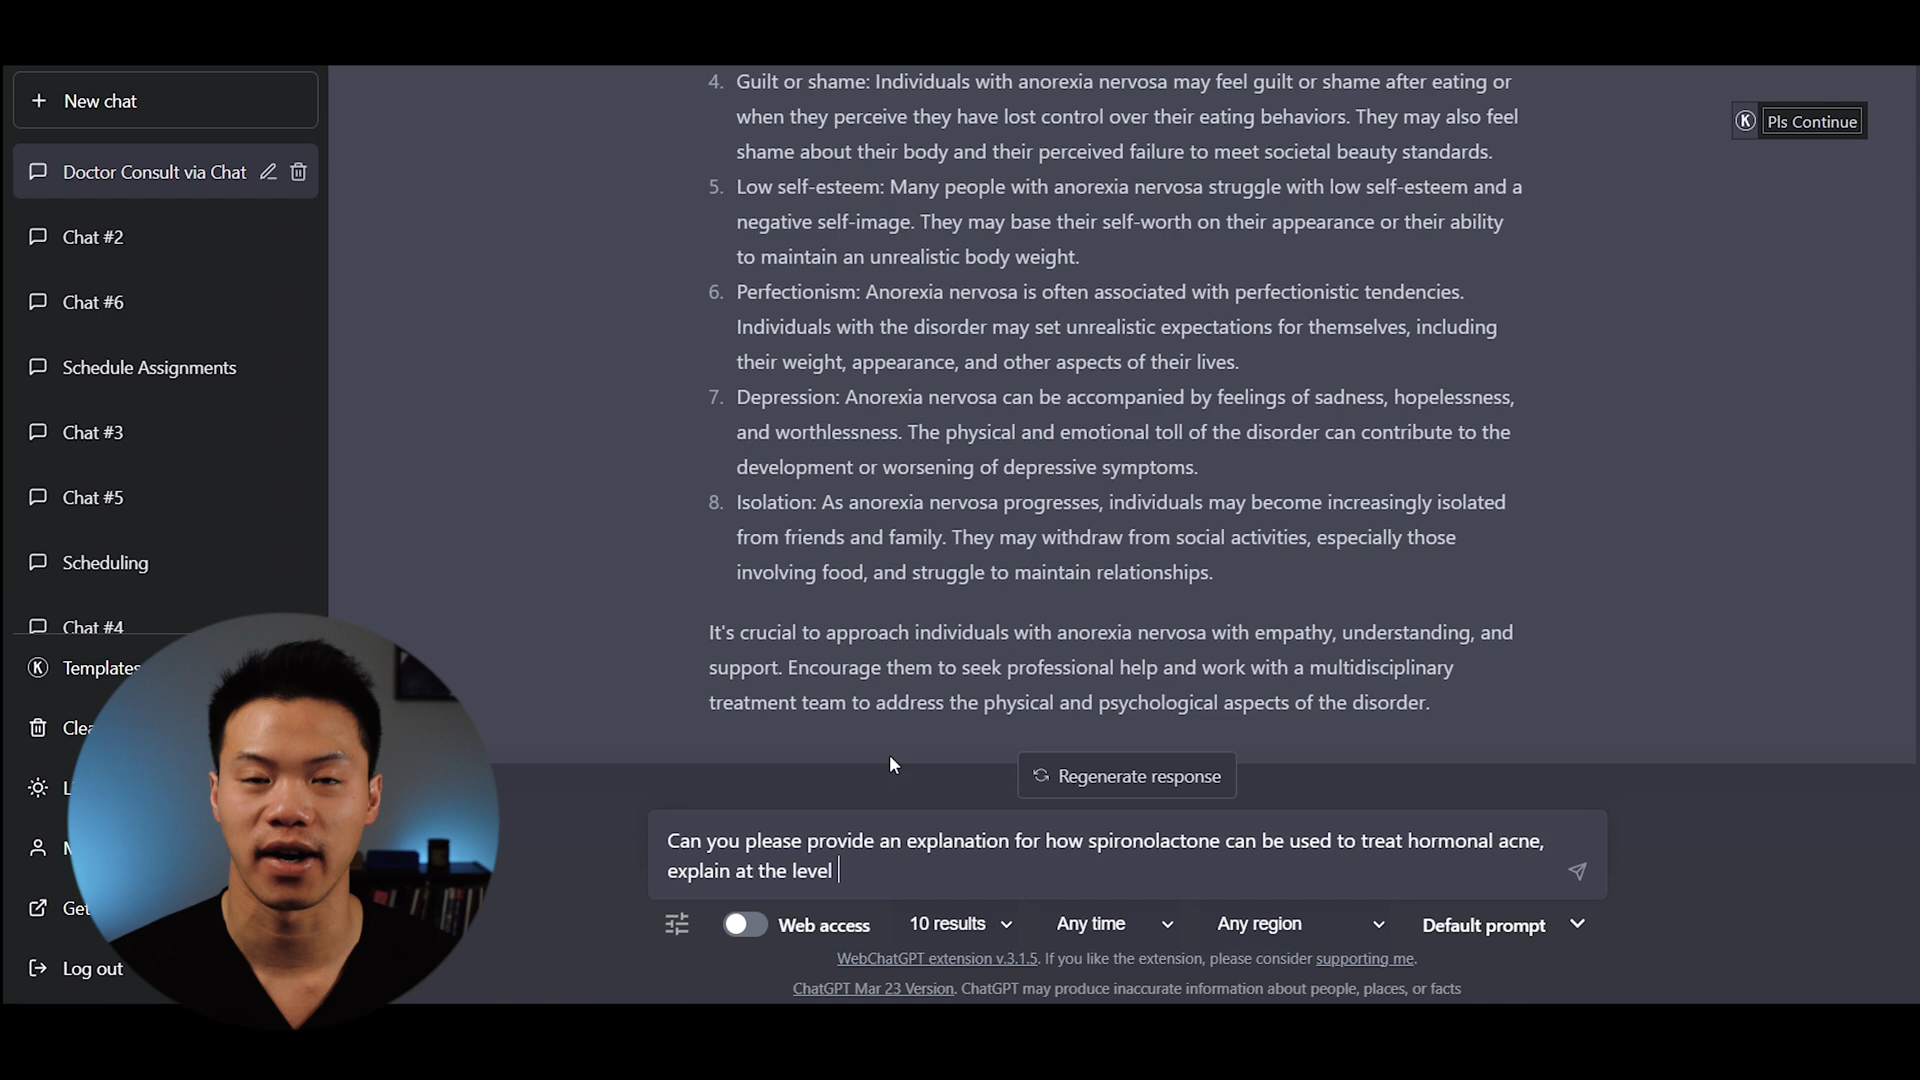 New chat
Doctor Consult via Chat
Chat #2
Chat #6
Schedule Assignments
Chat #3
Chat #5
Scheduling
Chat #4
Templates
Log out
4. Guilt or shame: Individuals with anorexia nervosa may feel guilt or shame after eating or
when they perceive they have lost control over their eating behaviors. They may also feel
shame about their body and their perceived failure to meet societal beauty standards.
5. Low self-esteem: Many people with anorexia nervosa struggle with low self-esteem and a
negative self-image. They may base their self-worth on their appearance or their ability
to maintain an unrealistic body weight.
6. Perfectionism: Anorexia nervosa is often associated with perfectionistic tendencies.
Individuals with the disorder may set unrealistic expectations for themselves, including
their weight, appearance, and other aspects of their lives.
7. Depression: Anorexia nervosa can be accompanied by feelings of sadness, hopelessness,
and worthlessness. The physical and emotional toll of the disorder can contribute to the
development or worsening of depressive symptoms.
8. Isolation: As anorexia nervosa progresses, individuals may become increasingly isolated
from friends and family. They may withdraw from social activities, especially those
involving food, and struggle to maintain relationships.
It's crucial to approach individuals with anorexia nervosa with empathy, understanding, and
support. Encourage them to seek professional help and work with a multidisciplinary
treatment team to address the physical and psychological aspects of the disorder.
K Pls Continue
Regenerate response
Can you please provide an explanation for how spironolactone can be used to treat hormonal acne,
explain at the level
Web access 10 results Any time Any region Default prompt
WebChatGPT extension v.3.1.5. If you like the extension, please consider supporting me.
ChatGPT Mar 23 Version. ChatGPT may produce inaccurate information about people, places, or facts